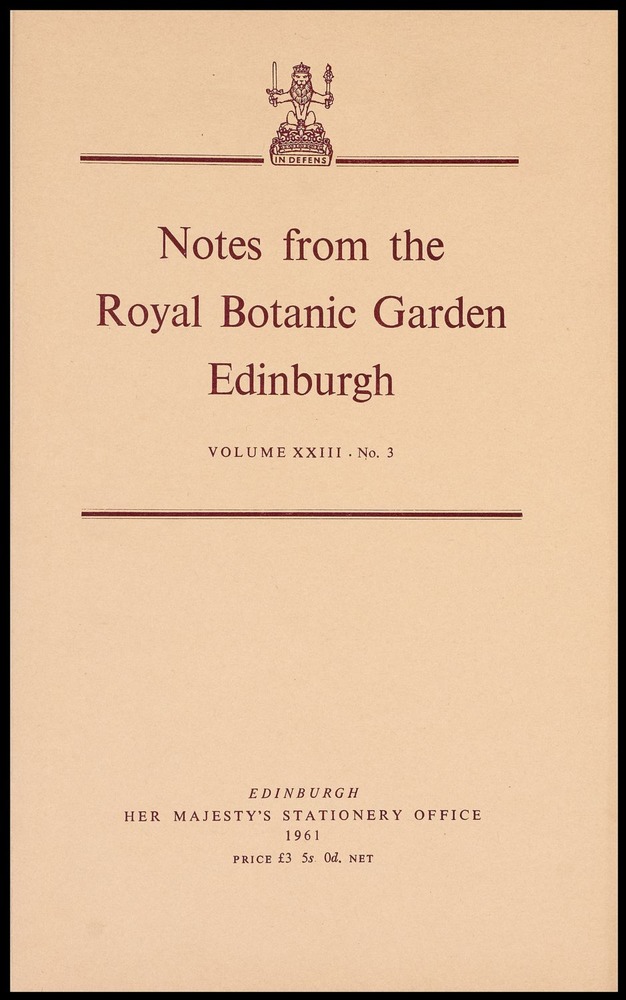 IN DEFENS
Notes from the
Royal Botanic Garden
Edinburgh
VOLUME XXIII . No. 3
EDINBURGH
HER MAJESTY'S STATIONERY OFFICE
1961
PRICE £3 5s 0d. NET